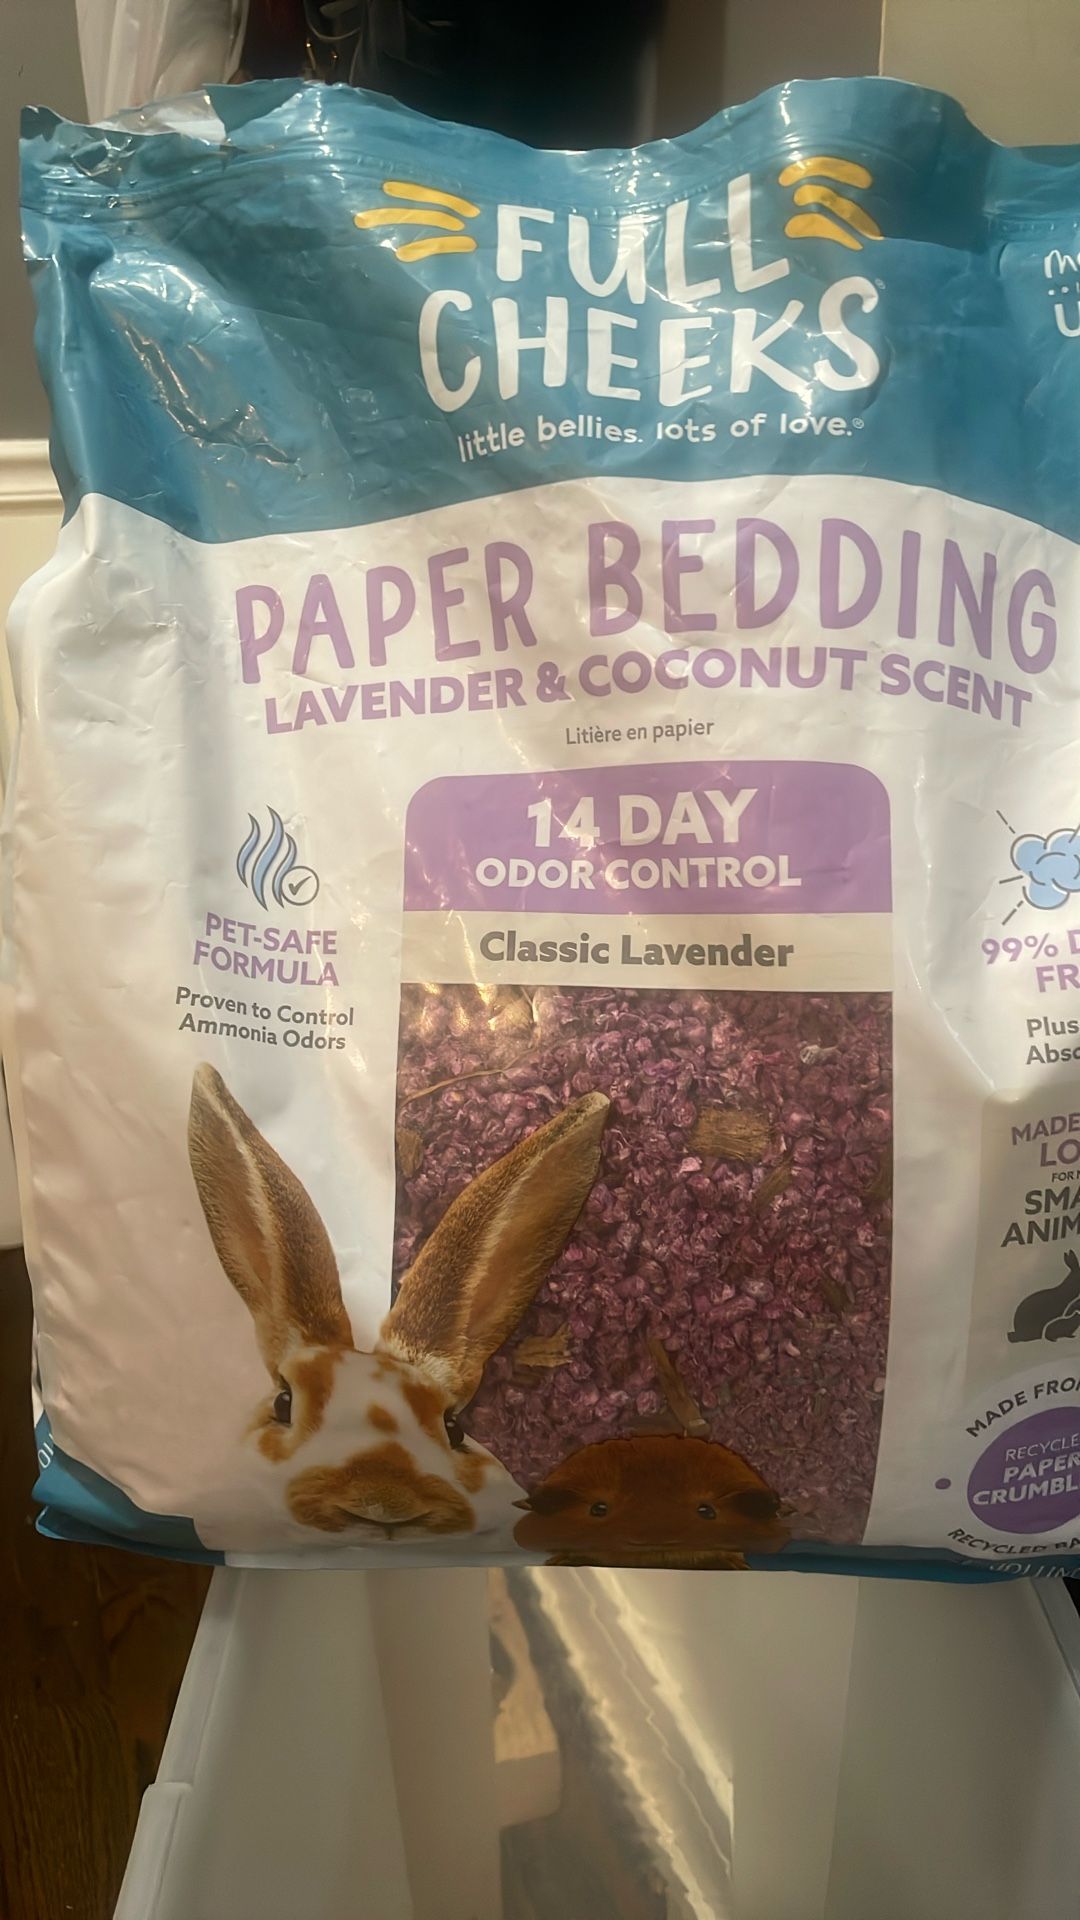 FULL
CHEEKS®
little bellies. lots of love.®
PAPER BEDDING
LAVENDER & COCONUT SCENT
Litière en papier
14 DAY
ODOR CONTROL
Classic Lavender
PET-SAFE
FORMULA
Proven to Control
Ammonia Odors
99%
Plus
MADE
SMA
ANIM
MADE FRO
RECYCLE
PAPER
CRUMBL
RECYCLED